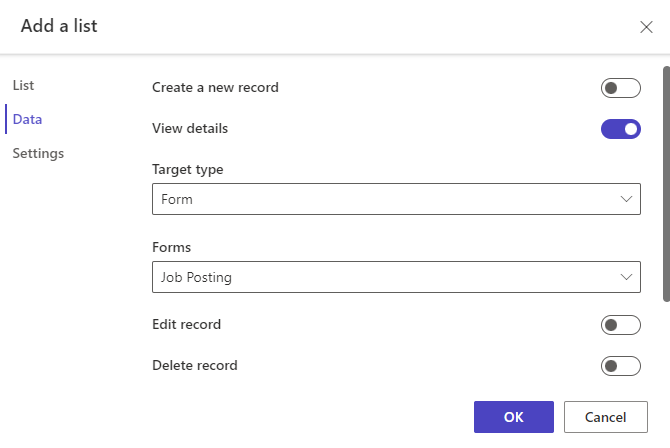 Add a list
List
Data
Settings
Create a new record
View details
Target type
Form
Forms
Job Posting
Edit record
Delete record
OK
Cancel